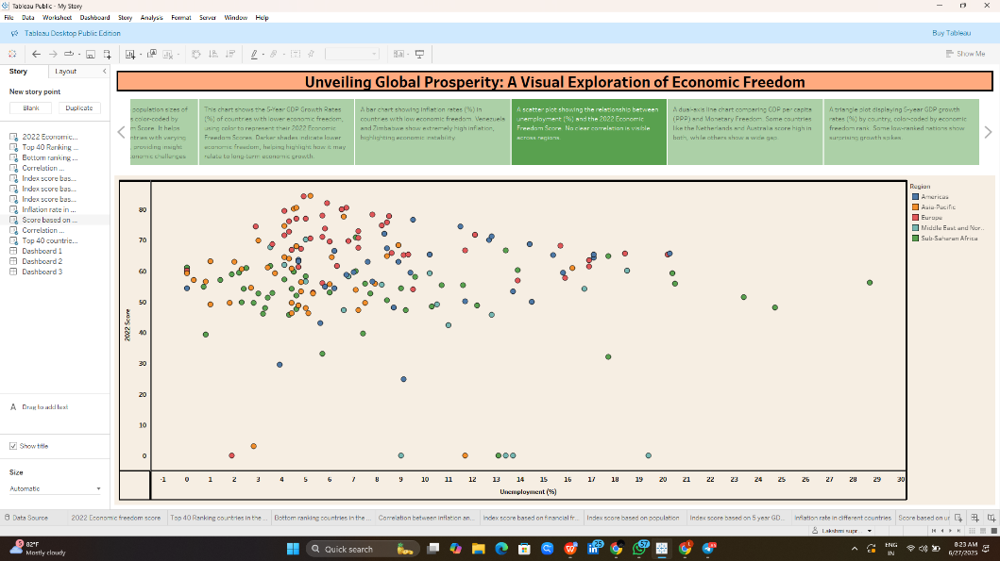 Tableau Public - My Story
File Data Worksheet Dashboard Story Analysis Format Server Window Help
Tableau Desktop Public Edition
Buy Tableau
Show Me
Story Layout
New story point
Blank Duplicate
2022 Economic...
Top 40 Ranking ...
Bottom ranking ...
Correlation ...
Index score bas...
Index score bas...
Index score bas...
Inflation rate in ...
Score based on ...
Correlation ...
Top 40 countrie...
Dashboard 1
Dashboard 2
Dashboard 3
A Drag to add text
Show title
Size
Automatic
Unveiling Global Prosperity: A Visual Exploration of Economic Freedom
population sizes of
s color-coded by
m Score. It helps
ntries with varying
, providing insight
onomic challenges
This chart shows the 5-Year GDP Growth Rates
(%) of countries with lower economic freedom,
using color to represent their 2022 Economic
Freedom Scores. Darker shades indicate lower
economic freedom, helping highlight how it may
relate to long-term economic growth.
A bar chart showing inflation rates (%) in
countries with low economic freedom. Venezuela
and Zimbabwe show extremely high inflation,
highlighting economic instability.
A scatter plot showing the relationship between
unemployment (%) and the 2022 Economic
Freedom Score. No clear correlation is visible
across regions.
A dual-axis line chart comparing GDP per capita
(PPP) and Monetary Freedom. Some countries
like the Netherlands and Australia score high in
both, while others show a wide gap.
A triangle plot displaying 5-year GDP growth
rates (%) by country, color-coded by economic
freedom rank. Some low-ranked nations show
surprising growth spikes.
2022 Score
80
70
60
50
40
30
20
10
0
-1 0 1 2 3 4 5 6 7 8 9 10 11 12 13 14 15 16 17 18 19 20 21 22 23 24 25 26 27 28 29 30
Unemployment (%)
Region
Americas
Asia-Pacific
Europe
Middle East and Nor...
Sub-Saharan Africa
Data Source 2022 Economic freedom score Top 40 Ranking countries in the ... Bottom ranking countries in the ... Correlation between inflation an... Index score based on financial fr... Index score based on population Index score based on 5 year GD... Inflation rate in different countries Score based on un
Lakshmi supr...
5
82°F
Mostly cloudy
Quick search
25
57
1
ENG
IN
8:23 AM
6/27/2025